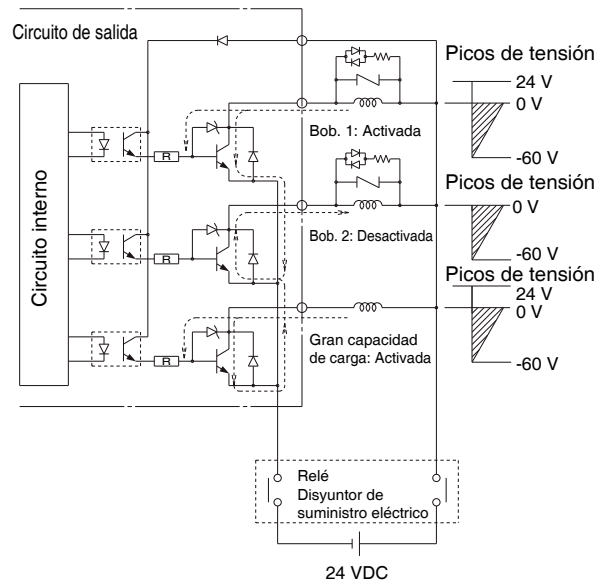 Circuito de salida
Picos de tensión
24 V
0 V
-60 V
Bob. 1: Activada
R
Circuito interno
Picos de tensión
0 V
-60 V
Bob. 2: Desactivada
R
Picos de tensión
24 V
0 V
-60 V
Gran capacidad
de carga: Activada
R
Relé
Disyuntor de
suministro eléctrico
24 VDC